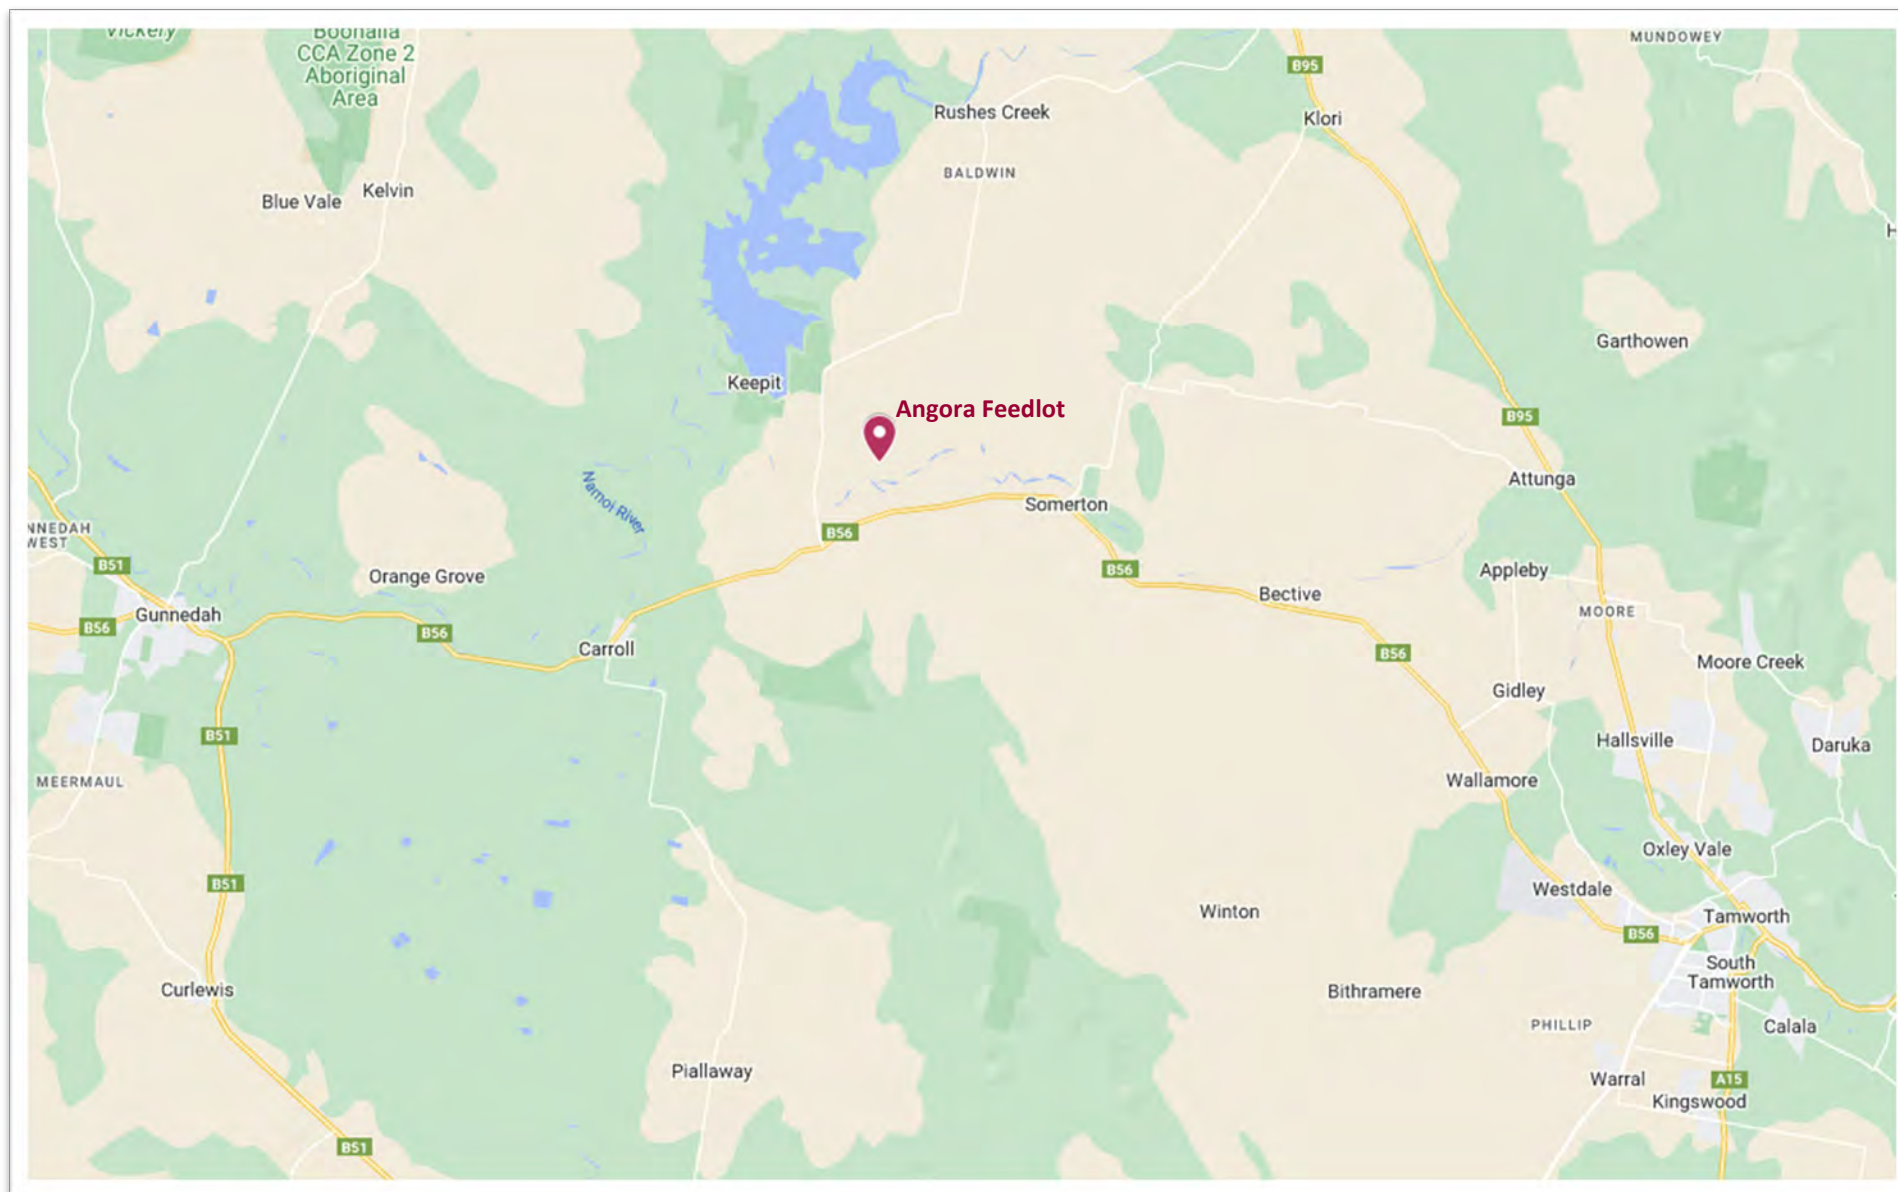 Vickery
Boonalla
CCA Zone 2
Aboriginal
Area
MUNDOWEY
B95
Rushes Creek
Klori
BALDWIN
Blue Vale
Kelvin
H
Garthowen
Keepit
Angora Feedlot
B95
Namoi River
Attunga
Somerton
NNEDAH
WEST
B56
B51
B56
Orange Grove
Appleby
Bective
Gunnedah
MOORE
B56
B56
Carroll
B56
Moore Creek
Gidley
B51
Hallsville
Daruka
MEERMAUL
Wallamore
Oxley Vale
B51
Westdale
Winton
Tamworth
B56
South
Tamworth
Curlewis
Bithramere
PHILLIP
Calala
Piallaway
Warral
A15
Kingswood
B51